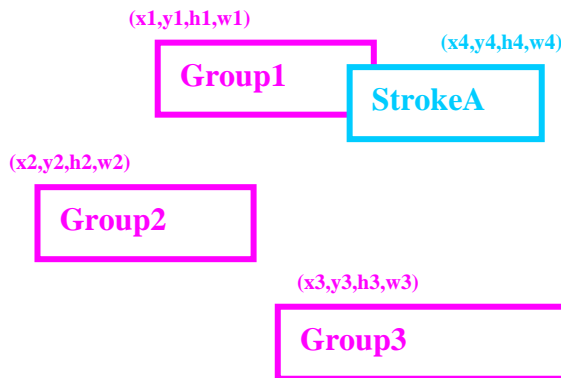 (x1,y1,h1,w1)
(x4,y4,h4,w4)
Group1
StrokeA
(x2,y2,h2,w2)
Group2
(x3,y3,h3,w3)
Group3